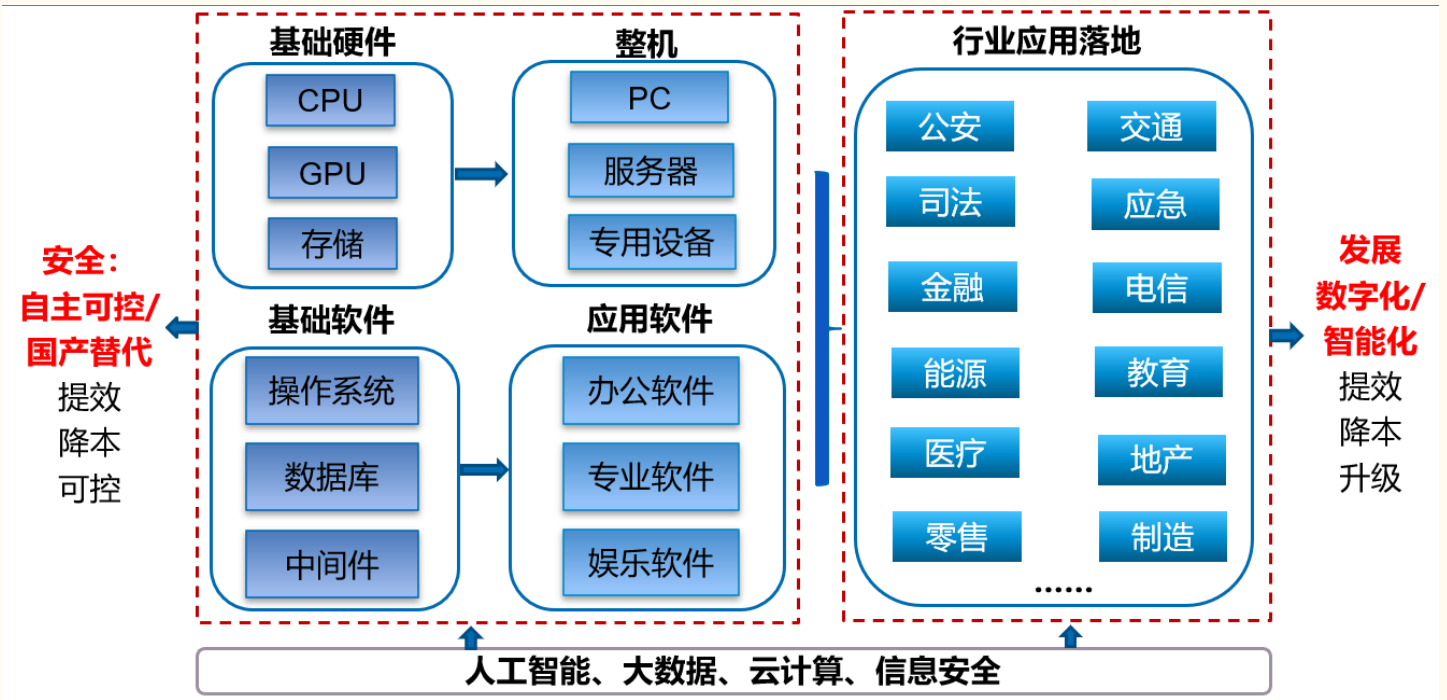 安全：
自主可控/
国产替代
提效
降本
可控
基础硬件
CPU
GPU
存储
整机
PC
服务器
专用设备
基础软件
操作系统
数据库
中间件
应用软件
办公软件
专业软件
娱乐软件
行业应用落地
公安
交通
司法
应急
金融
电信
能源
教育
医疗
地产
零售
制造
......
发展
数字化/
智能化
提效
降本
升级
人工智能、大数据、云计算、信息安全